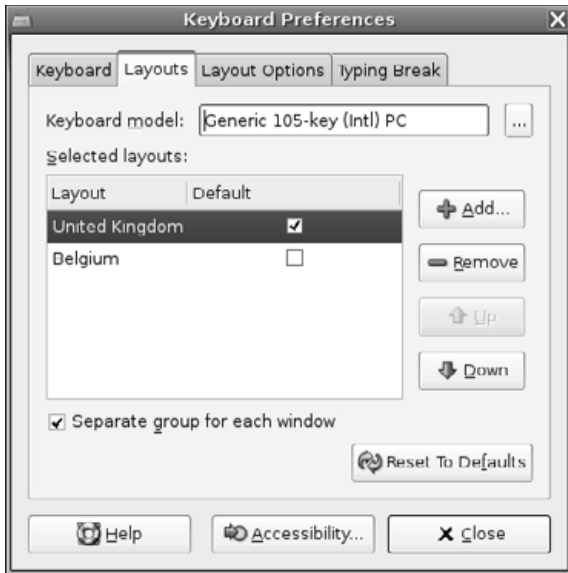 Keyboard Preferences
Keyboard Layouts Layout Options Typing Break
Keyboard model: Generic 105-key (Intl) PC ...
Selected layouts:
Layout Default
United Kingdom
Belgium
Add...
Remove
Up
Down
Separate group for each window
Reset To Defaults
Help Accessibility... Close